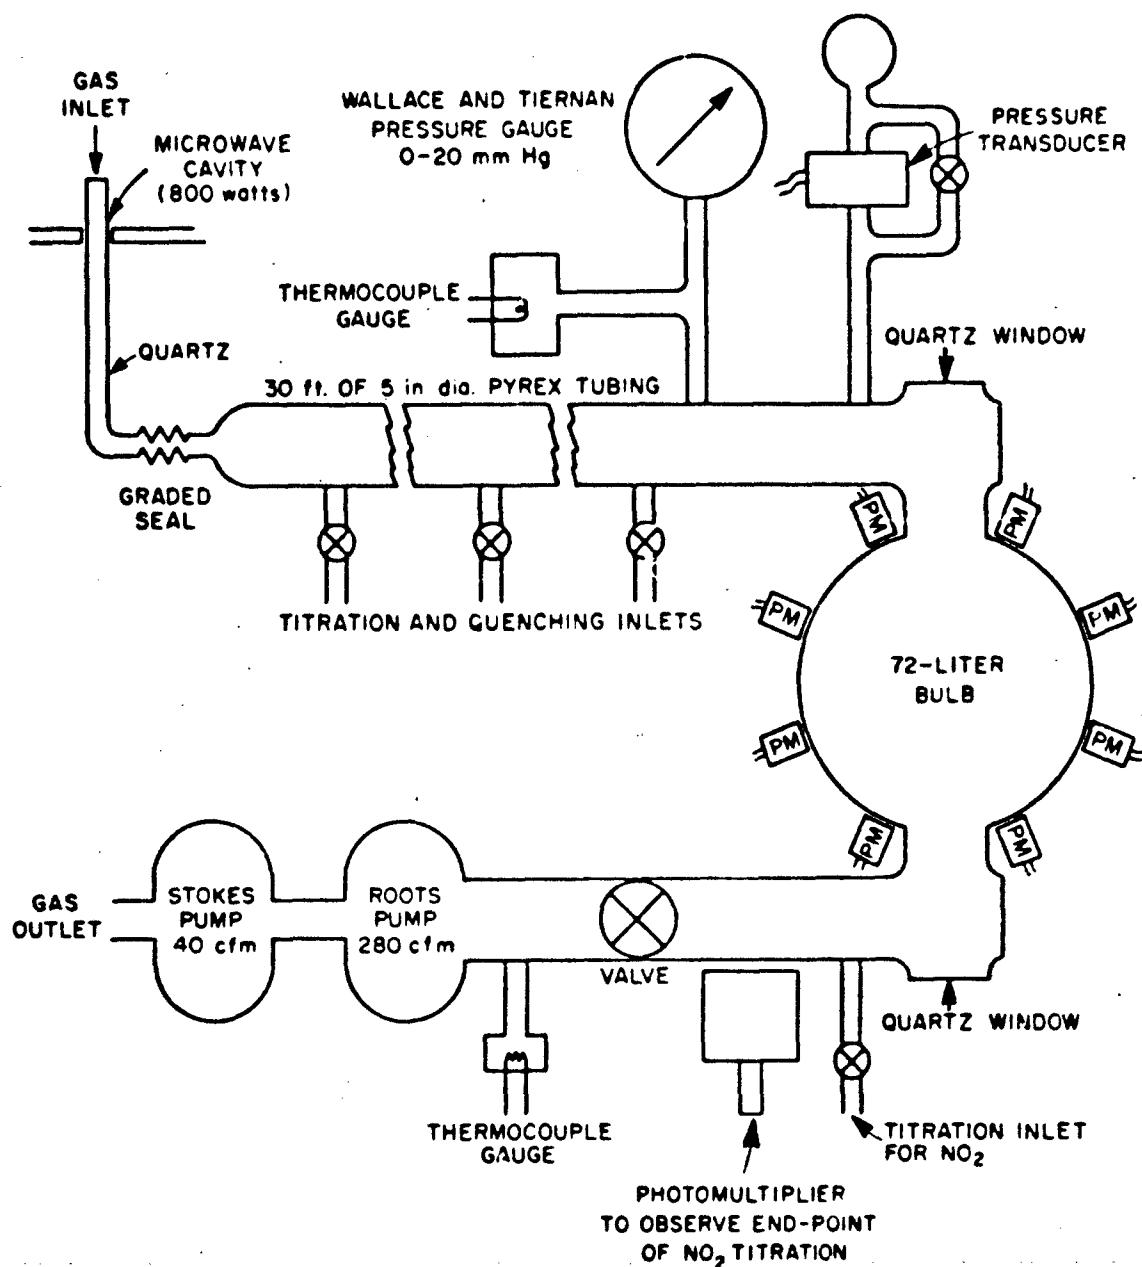 GAS
INLET
MICROWAVE
CAVITY
(800 watts)
WALLACE AND TIERNAN
PRESSURE GAUGE
0-20 mm Hg
PRESSURE
TRANSDUCER
THERMOCOUPLE
GAUGE
QUARTZ
QUARTZ WINDOW
30 ft. OF 5 in dia. PYREX TUBING
GRADED
SEAL
PM
PM
TITRATION AND QUENCHING INLETS
PM
PM
72-LITER
BULB
PM
PM
PM
PM
GAS
OUTLET
STOKES
PUMP
40 cfm
ROOTS
PUMP
280 cfm
VALVE
QUARTZ WINDOW
THERMOCOUPLE
GAUGE
TITRATION INLET
FOR NO₂
PHOTOMULTIPLIER
TO OBSERVE END-POINT
OF NO₂ TITRATION